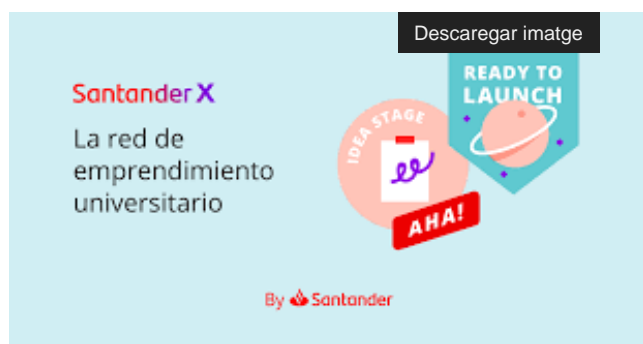 Descaregar imatge
Santander X
La red de
emprendimiento
universitario
IDEA STAGE
AHA!
READY TO
LAUNCH
By Santander